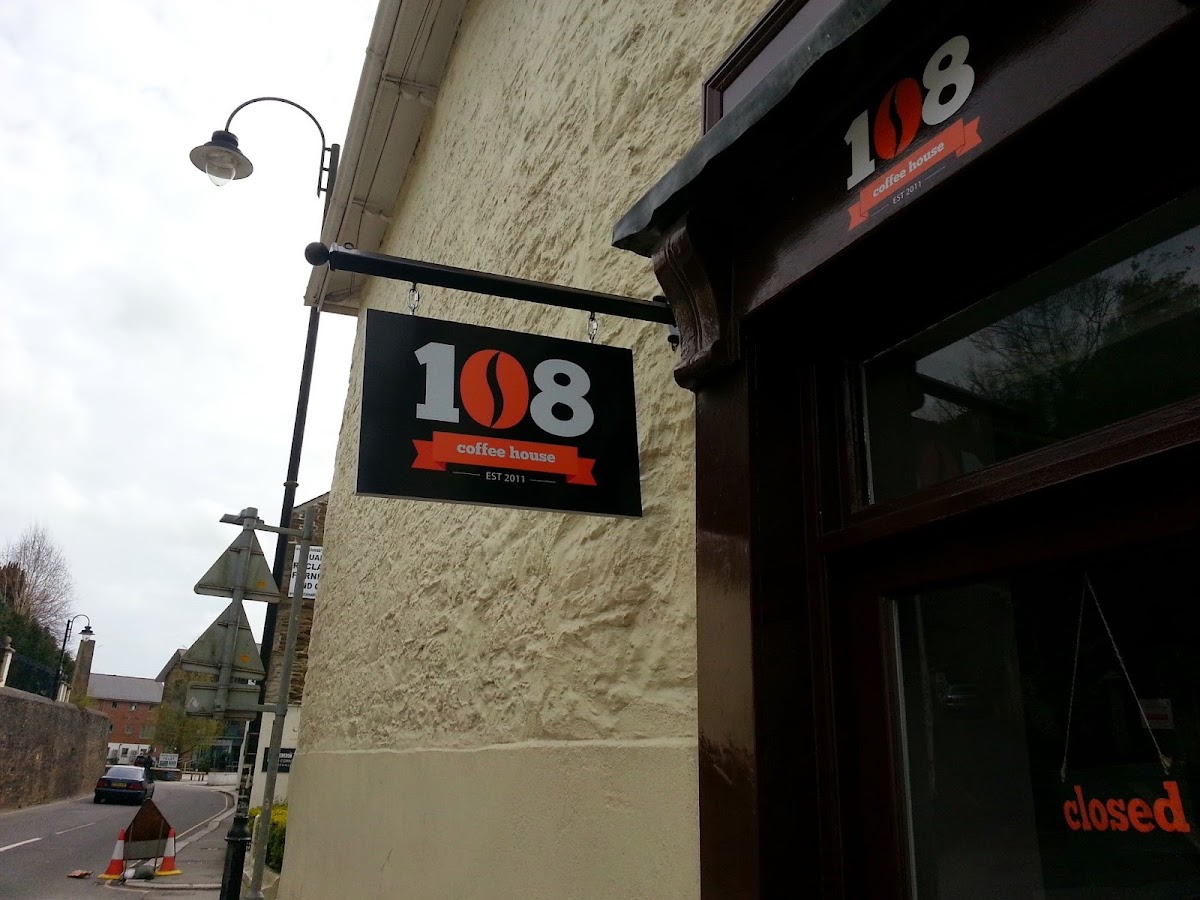 108
coffee house
EST 2011
108
coffee house
EST 2011
closed